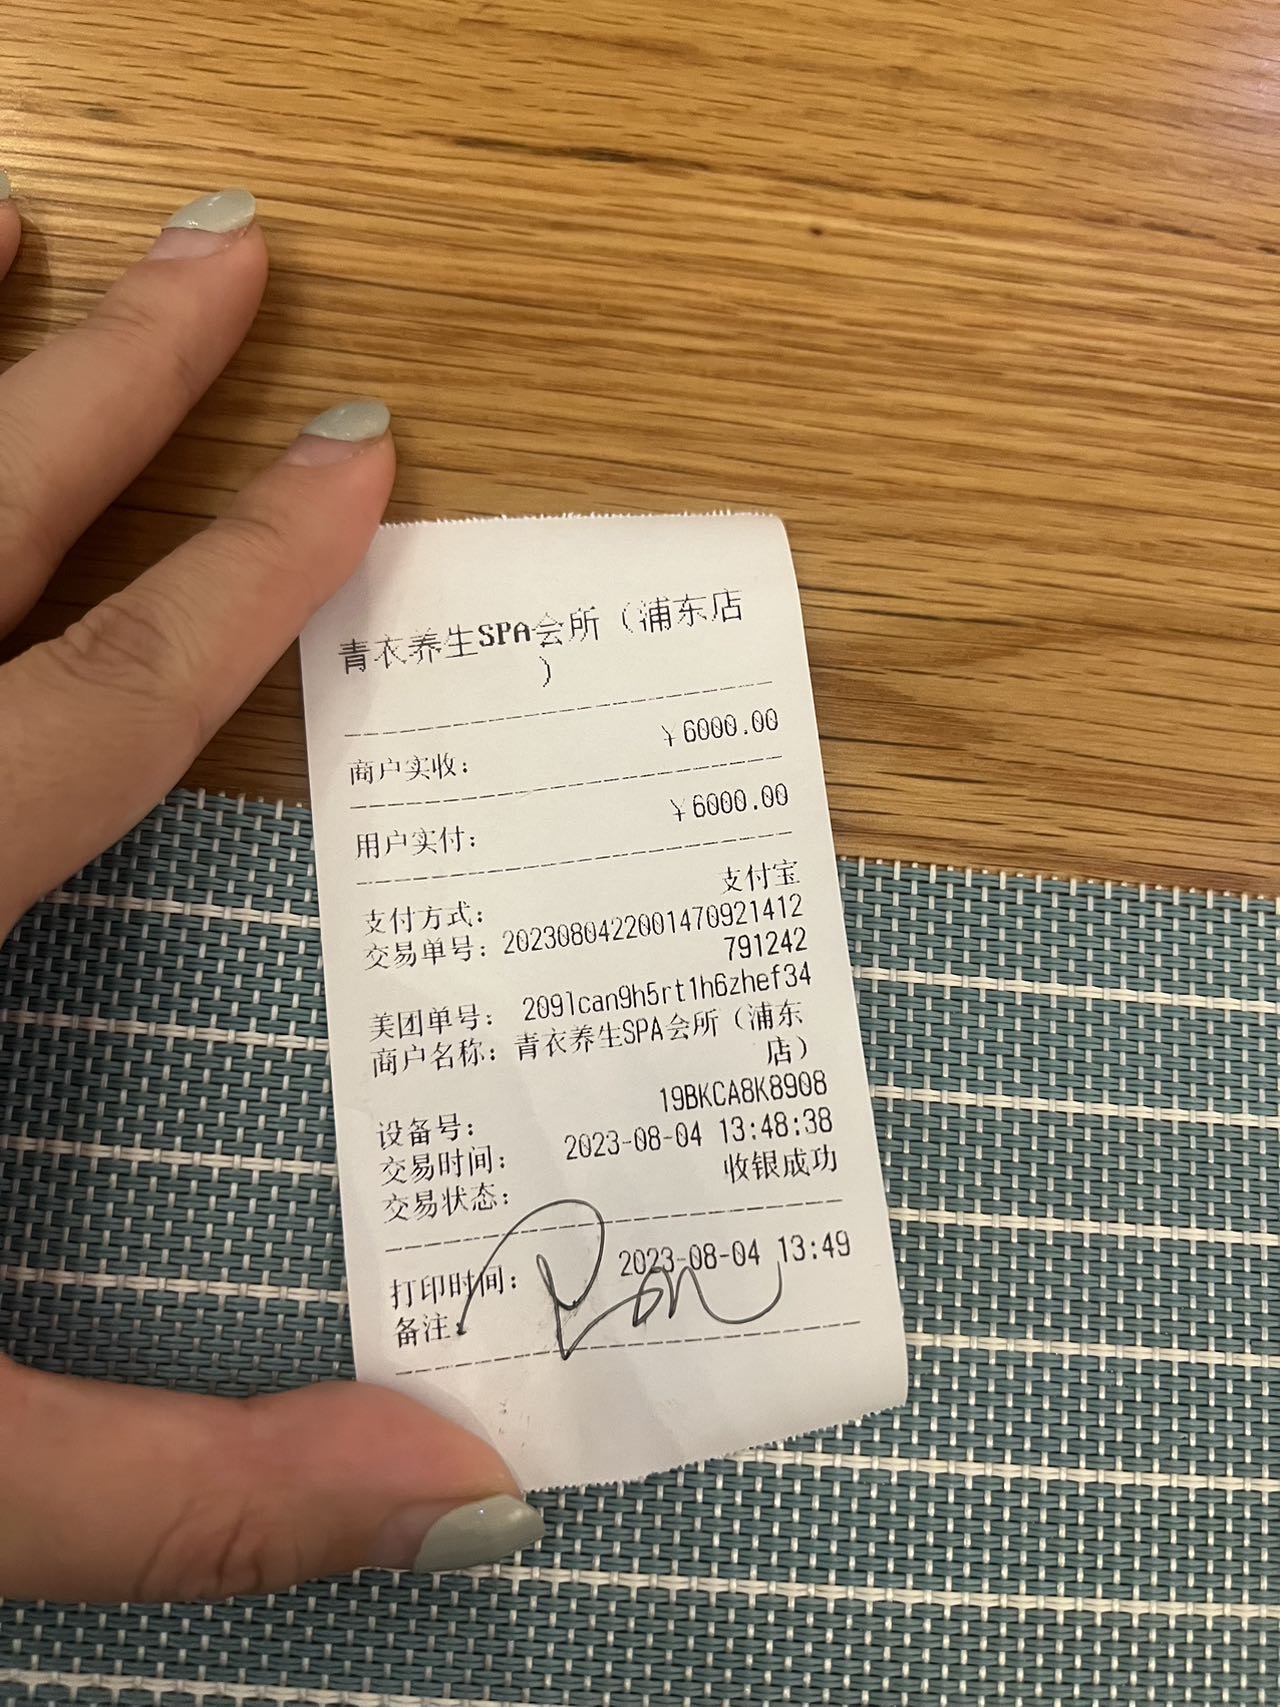 青衣养生SPA会所（浦东店
）
商户实收： ￥6000.00
用户实付： ￥6000.00
支付方式： 支付宝
交易单号：2023080422001470921412
791242
美团单号： 209lcan9h5rt1h6zhef34
商户名称：青衣养生SPA会所（浦东
店）
设备号： 19BKCA8K8908
交易时间： 2023-08-04 13:48:38
交易状态： 收银成功
打印时间： 2023-08-04 13:49
备注：